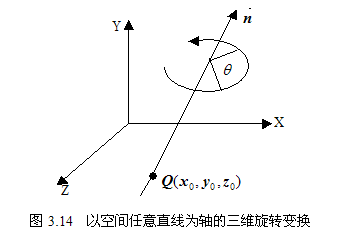 Y
n
θ
X
Z
Q(x₀, y₀, z₀)
图 3.14 以空间任意直线为轴的三维旋转变换